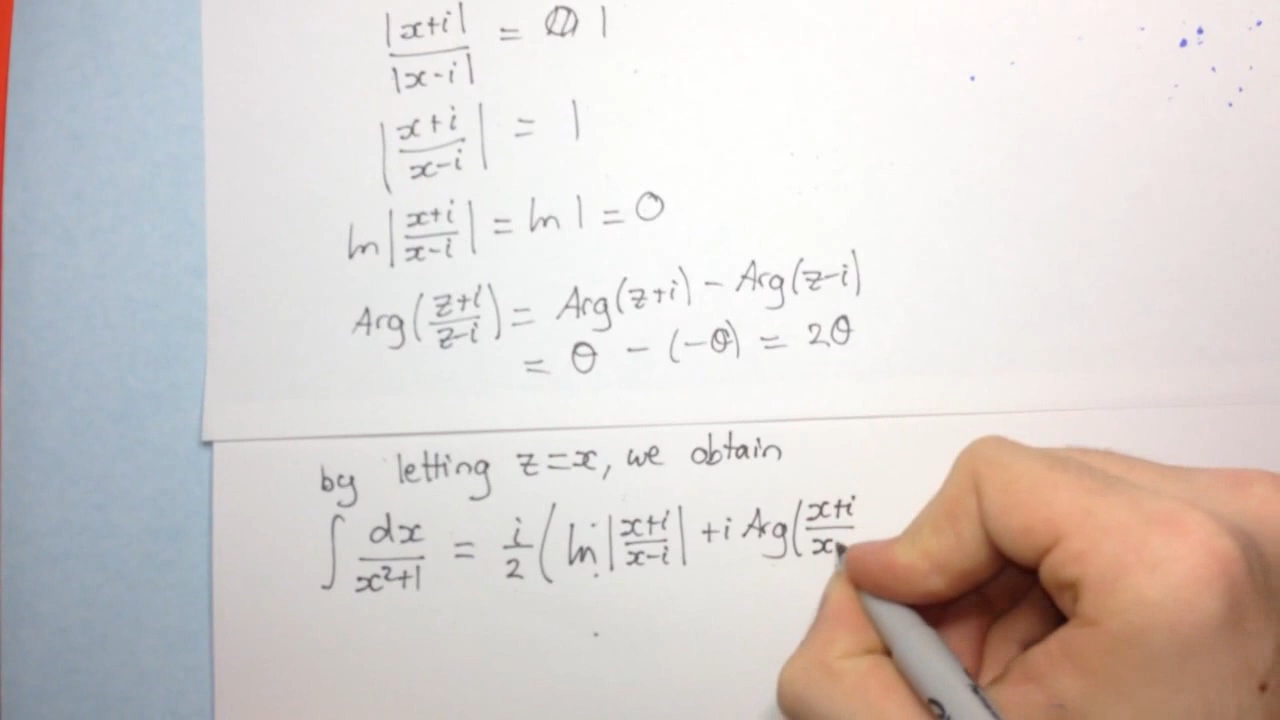 |x+i|/|x-i| = 1
|x+i/x-i| = 1
ln|x+i/x-i| = ln 1 = 0
Arg(z+i/z-i) = Arg(z+i) - Arg(z-i)
= θ - (-θ) = 2θ
by letting z=x, we obtain
∫ dx/x²+1 = i/2 (ln|x+i/x-i| + i Arg(x+i/x